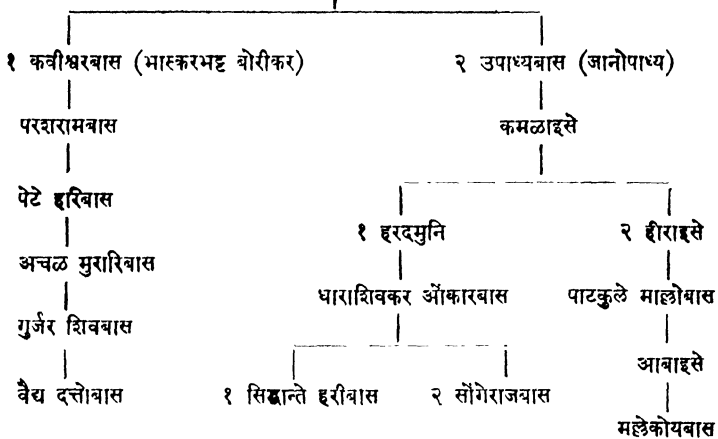 १ कवीश्वरबास (भास्करभट्ट बोरीकर) २ उपाध्यबास (जानोपाध्य)
परशरामबास कमळाइसे
पेटे हरिबास
१ हरदमुनि २ हीराइसे
अचळ मुरारिबास
धाराशिवकर ओंकारबास पाटकुले मालोबास
गुर्जर शिवबास
आबाइसे
वैद्य दत्तोबास १ सिद्धान्ते हरीबास २ सोंगेराजबास
मल्लेकोयबास